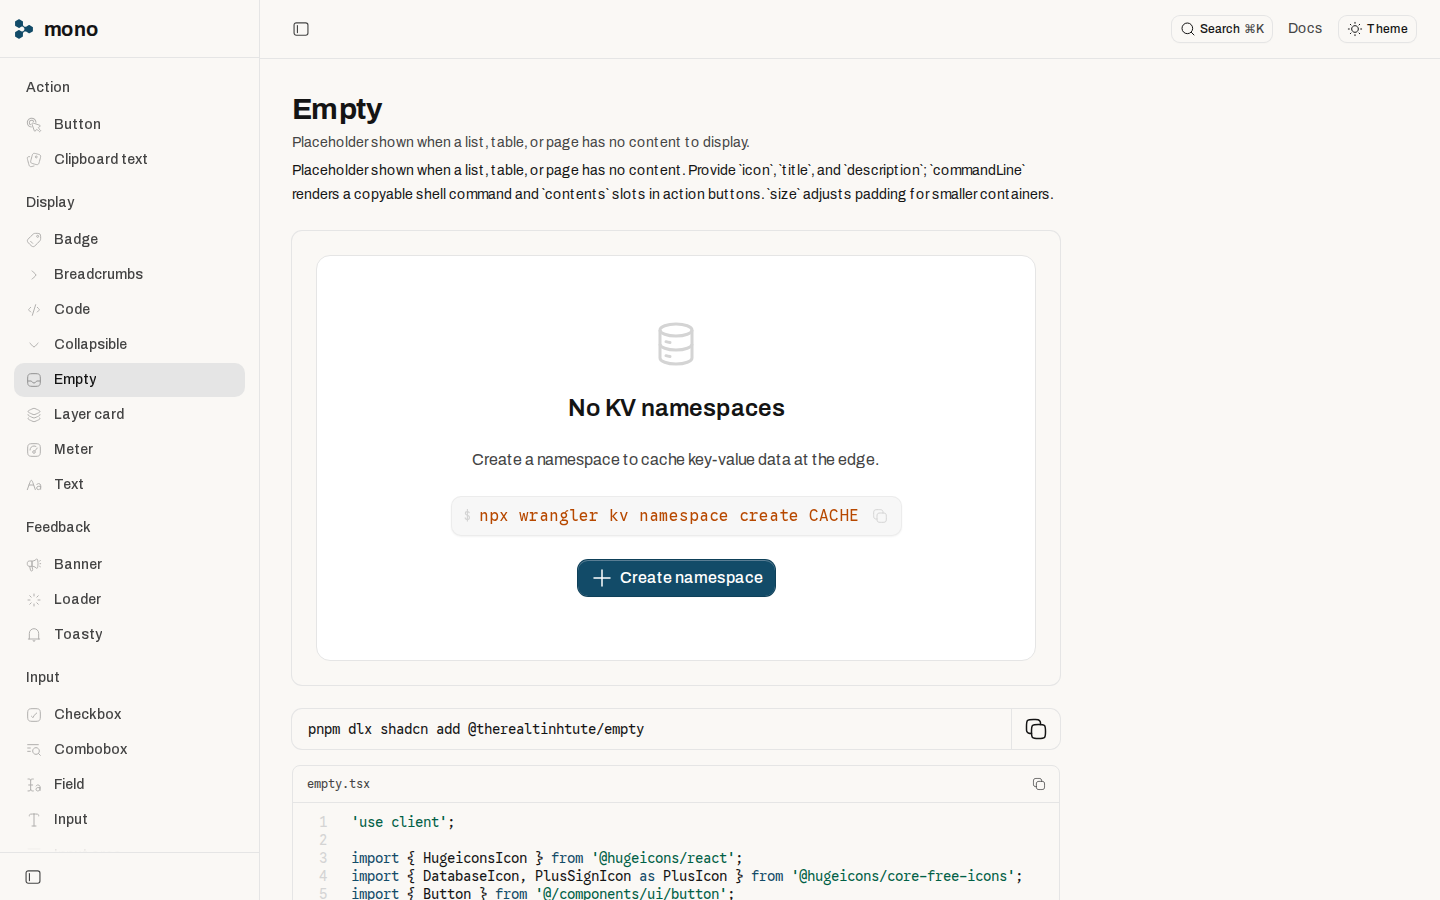 mono
Search ⌘K
Docs
Theme
Action
Button
Clipboard text
Display
Badge
Breadcrumbs
Code
Collapsible
Empty
Layer card
Meter
Text
Feedback
Banner
Loader
Toasty
Input
Checkbox
Combobox
Field
Input
Empty
Placeholder shown when a list, table, or page has no content to display.
Placeholder shown when a list, table, or page has no content. Provide `icon`, `title`, and `description`; `commandLine`
renders a copyable shell command and `contents` slots in action buttons. `size` adjusts padding for smaller containers.
No KV namespaces
Create a namespace to cache key-value data at the edge.
$ npx wrangler kv namespace create CACHE
Create namespace
pnpm dlx shadcn add @therealtinhtute/empty
empty.tsx
1 'use client';
2
3 import { HugeiconsIcon } from '@hugeicons/react';
4 import { DatabaseIcon, PlusSignIcon as PlusIcon } from '@hugeicons/core-free-icons';
5 import { Button } from '@/components/ui/button';